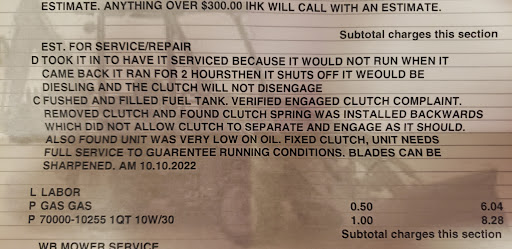 ESTIMATE. ANYTHING OVER $300.00 IHK WILL CALL WITH AN ESTIMATE.
Subtotal charges this section
EST. FOR SERVICE/REPAIR
D TOOK IT IN TO HAVE IT SERVICED BECAUSE IT WOULD NOT RUN WHEN IT
CAME BACK IT RAN FOR 2 HOURSTHEN IT SHUTS OFF IT WEOULD BE
DIESLING AND THE CLUTCH WILL NOT DISENGAGE
C FUSHED AND FILLED FUEL TANK. VERIFIED ENGAGED CLUTCH COMPLAINT.
REMOVED CLUTCH AND FOUND CLUTCH SPRING WAS INSTALLED BACKWARDS
WHICH DID NOT ALLOW CLUTCH TO SEPARATE AND ENGAGE AS IT SHOULD.
ALSO FOUND UNIT WAS VERY LOW ON OIL. FIXED CLUTCH, UNIT NEEDS
FULL SERVICE TO GUARENTEE RUNNING CONDITIONS. BLADES CAN BE
SHARPENED. AM 10.10.2022
L LABOR
P GAS GAS 0.50 6.04
P 70000-10255 1QT 10W/30 1.00 8.28
Subtotal charges this section
WB MOWER SERVICE